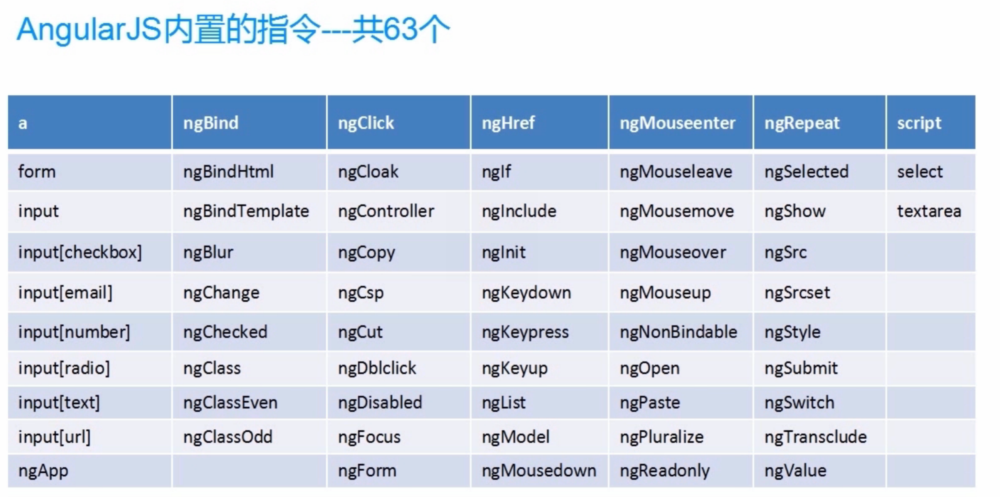 AngularJS内置的指令---共63个
a ngBind ngClick ngHref ngMouseenter ngRepeat script
form ngBindHtml ngCloak ngIf ngMouseleave ngSelected select
input ngBindTemplate ngController ngInclude ngMousemove ngShow textarea
input[checkbox] ngBlur ngCopy ngInit ngMouseover ngSrc
input[email] ngChange ngCsp ngKeydown ngMouseup ngSrcset
input[number] ngChecked ngCut ngKeypress ngNonBindable ngStyle
input[radio] ngClass ngDblclick ngKeyup ngOpen ngSubmit
input[text] ngClassEven ngDisabled ngList ngPaste ngSwitch
input[url] ngClassOdd ngFocus ngModel ngPluralize ngTransclude
ngApp ngForm ngMousedown ngReadonly ngValue